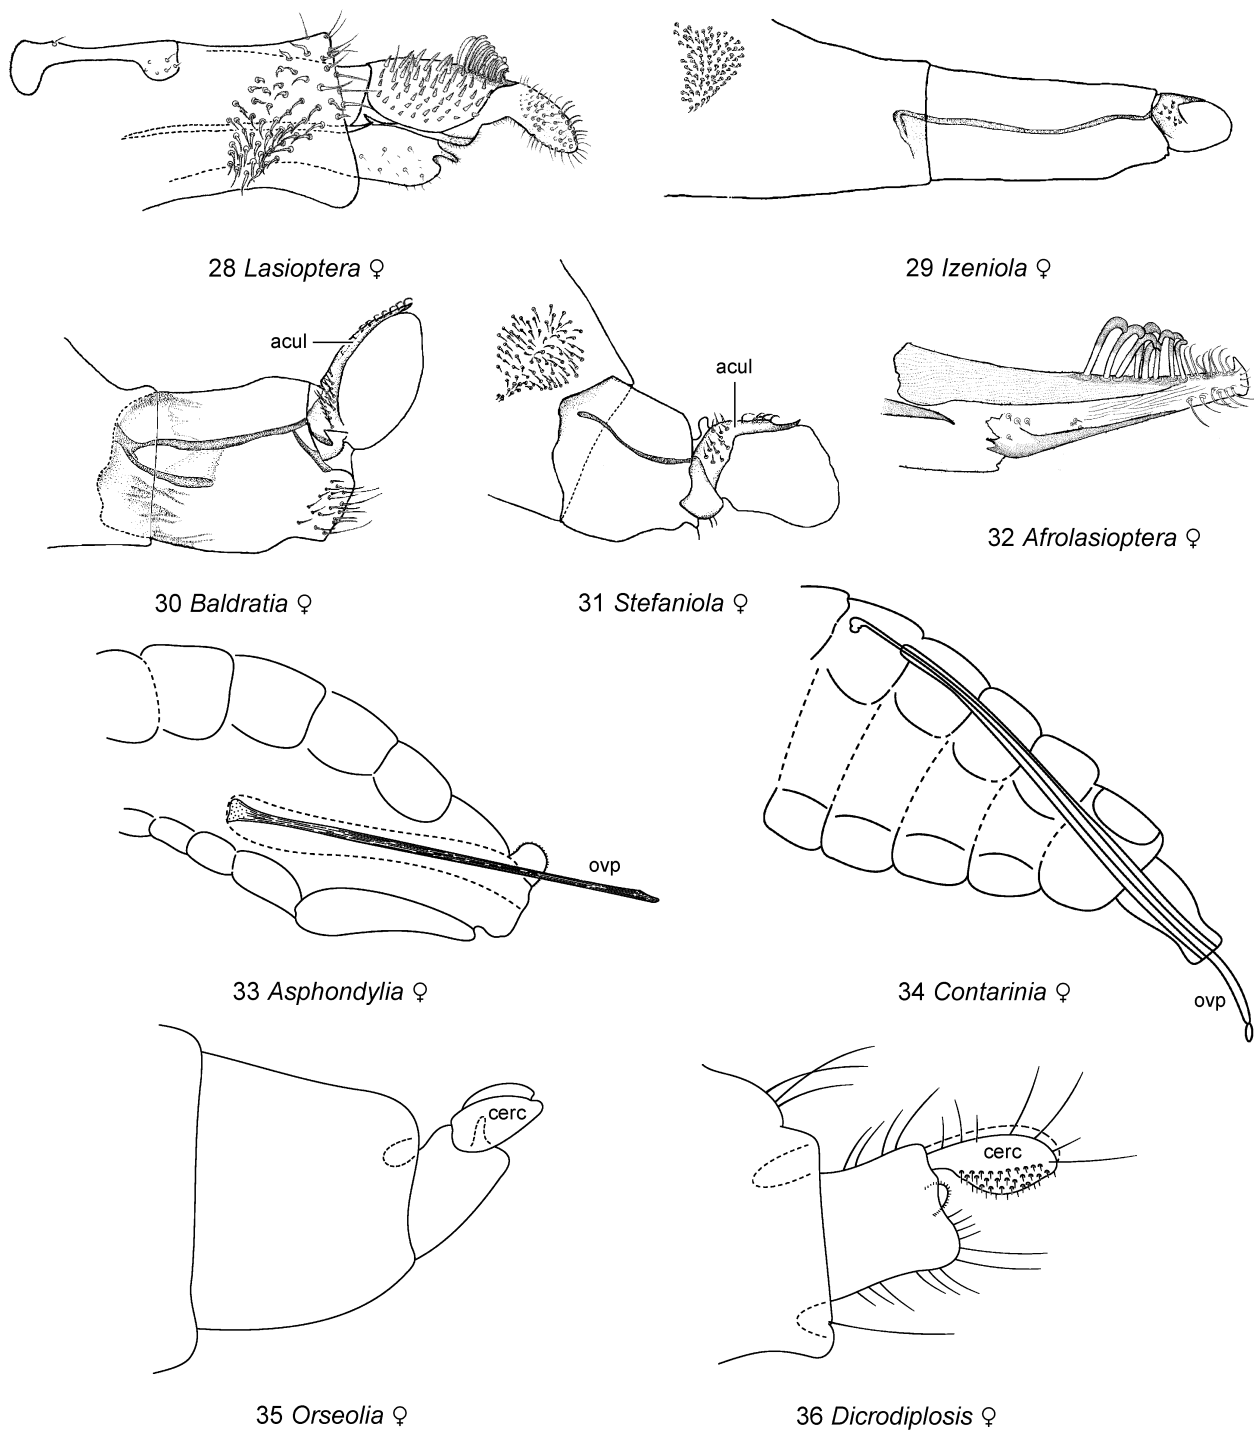 28 Lasioptera ♀
29 Izeniola ♀
acul
30 Baldratia ♀
acul
31 Stefaniola ♀
32 Afrolasioptera ♀
ovp
33 Asphondylia ♀
ovp
34 Contarinia ♀
cerc
35 Orseolia ♀
cerc
36 Dicrodiplosis ♀